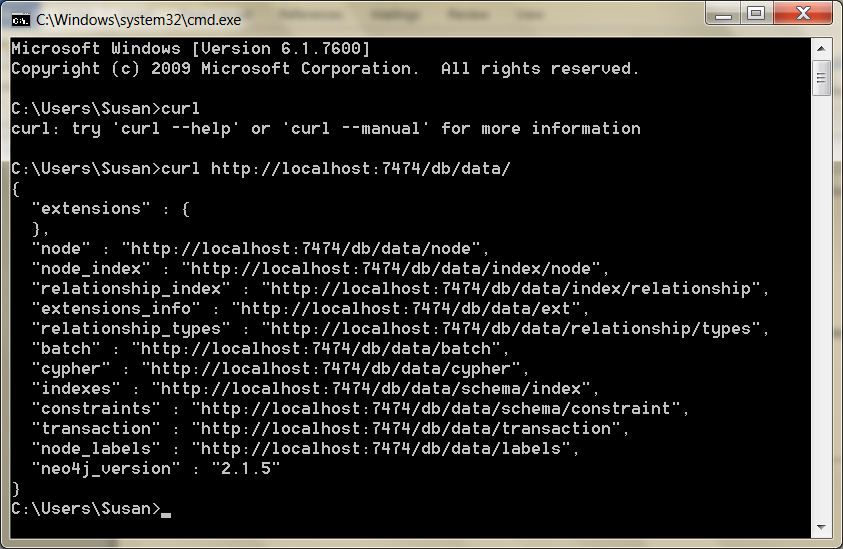 C:\Windows\system32\cmd.exe
Microsoft Windows [Version 6.1.7600]
Copyright (c) 2009 Microsoft Corporation.  All rights reserved.
C:\Users\Susan>curl
curl: try 'curl --help' or 'curl --manual' for more information
C:\Users\Susan>curl http://localhost:7474/db/data/
{
  "extensions" : {
  },
  "node" : "http://localhost:7474/db/data/node",
  "node_index" : "http://localhost:7474/db/data/index/node",
  "relationship_index" : "http://localhost:7474/db/data/index/relationship",
  "extensions_info" : "http://localhost:7474/db/data/ext",
  "relationship_types" : "http://localhost:7474/db/data/relationship/types",
  "batch" : "http://localhost:7474/db/data/batch",
  "cypher" : "http://localhost:7474/db/data/cypher",
  "indexes" : "http://localhost:7474/db/data/schema/index",
  "constraints" : "http://localhost:7474/db/data/schema/constraint",
  "transaction" : "http://localhost:7474/db/data/transaction",
  "node_labels" : "http://localhost:7474/db/data/labels",
  "neo4j_version" : "2.1.5"
}
C:\Users\Susan>